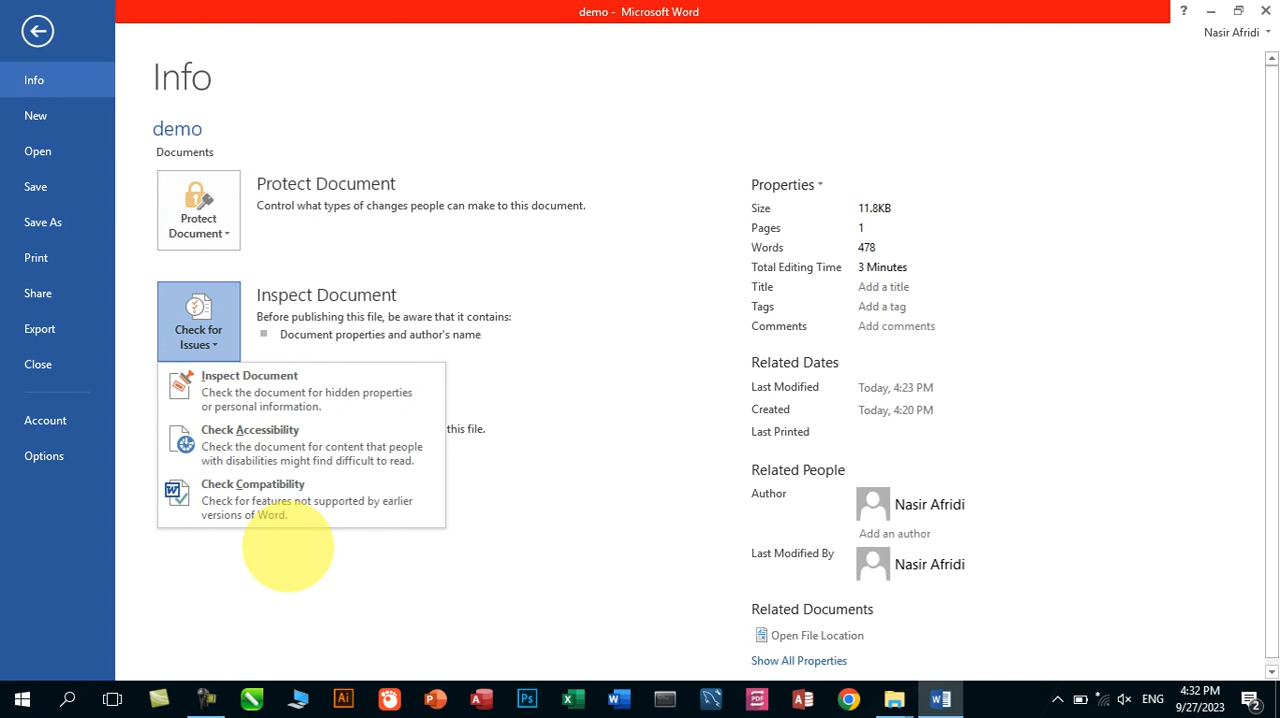 demo - Microsoft Word
?
Nasir Afridi
Info
New
Open
Save
Save As
Print
Share
Export
Close
Account
Options
Info
demo
Documents
Protect Document
Protect Document
Control what types of changes people can make to this document.
Check for Issues
Inspect Document
Before publishing this file, be aware that it contains:
Document properties and author's name
Inspect Document
Check the document for hidden properties
or personal information.
Check Accessibility
Check the document for content that people
with disabilities might find difficult to read.
Check Compatibility
Check for features not supported by earlier
versions of Word.
this file.
Properties
Size 11.8KB
Pages 1
Words 478
Total Editing Time 3 Minutes
Title Add a title
Tags Add a tag
Comments Add comments
Related Dates
Last Modified Today, 4:23 PM
Created Today, 4:20 PM
Last Printed
Related People
Author Nasir Afridi
Add an author
Last Modified By Nasir Afridi
Related Documents
Open File Location
Show All Properties
Ai
Ps
PDF
ENG
4:32 PM
9/27/2023
2